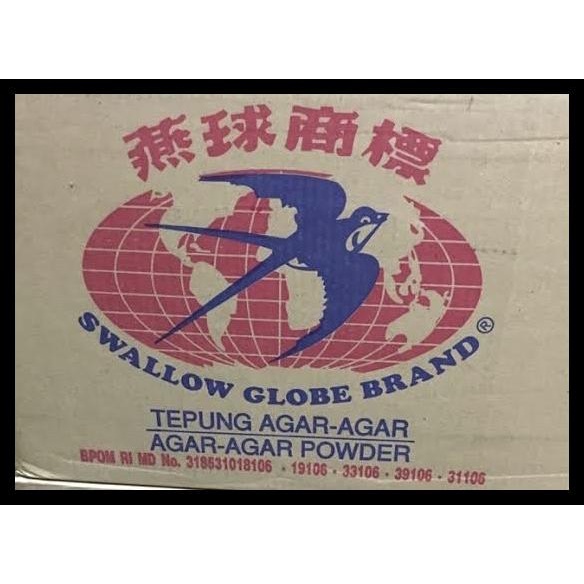 燕球商標
SWALLOW GLOBE BRAND®
TEPUNG AGAR-AGAR
AGAR-AGAR POWDER
BPOM RI MD No. 318531018106 · 19106 · 33106 · 39106 · 31106